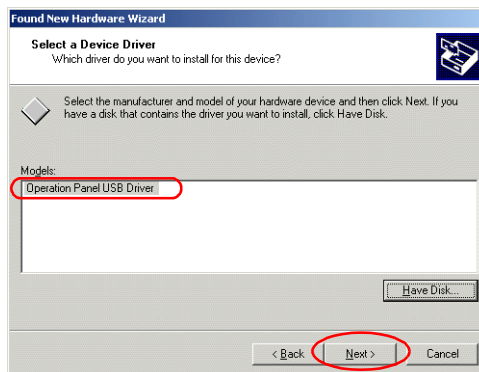 Found New Hardware Wizard
Select a Device Driver
Which driver do you want to install for this device?
Select the manufacturer and model of your hardware device and then click Next. If you
have a disk that contains the driver you want to install, click Have Disk.
Models:
Operation Panel USB Driver
Have Disk...
< Back
Next >
Cancel